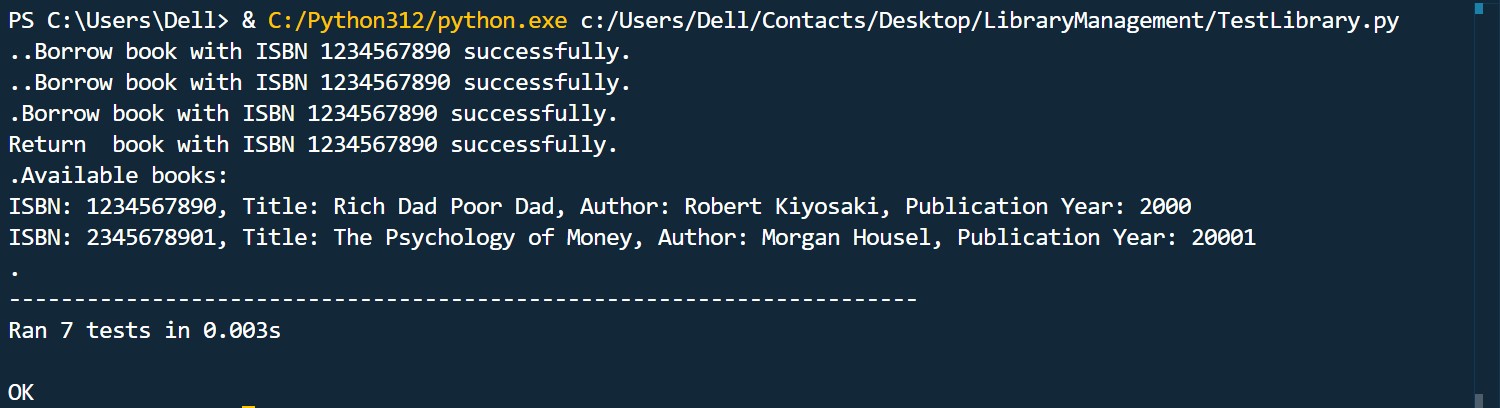 PS C:\Users\Dell> & C:/Python312/python.exe c:/Users/Dell/Contacts/Desktop/LibraryManagement/TestLibrary.py
..Borrow book with ISBN 1234567890 successfully.
..Borrow book with ISBN 1234567890 successfully.
.Borrow book with ISBN 1234567890 successfully.
Return  book with ISBN 1234567890 successfully.
.Available books:
ISBN: 1234567890, Title: Rich Dad Poor Dad, Author: Robert Kiyosaki, Publication Year: 2000
ISBN: 2345678901, Title: The Psychology of Money, Author: Morgan Housel, Publication Year: 20001
.
----------------------------------------------------------------------
Ran 7 tests in 0.003s

OK